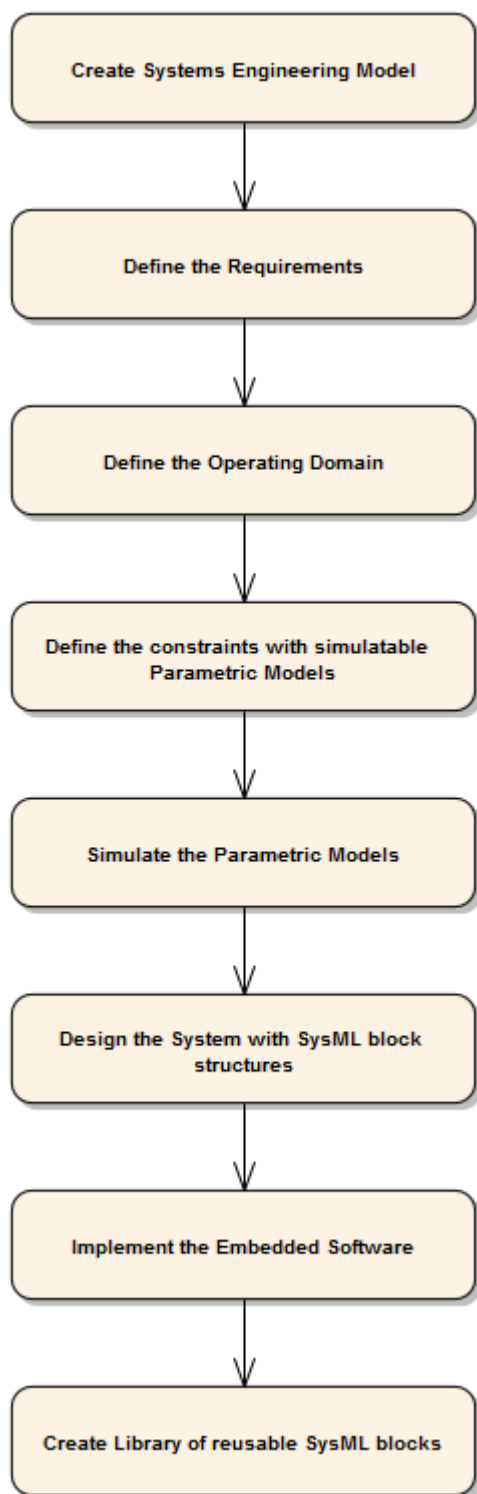 Create Systems Engineering Model
Define the Requirements
Define the Operating Domain
Define the constraints with simulatable
Parametric Models
Simulate the Parametric Models
Design the System with SysML block
structures
Implement the Embedded Software
Create Library of reusable SysML blocks